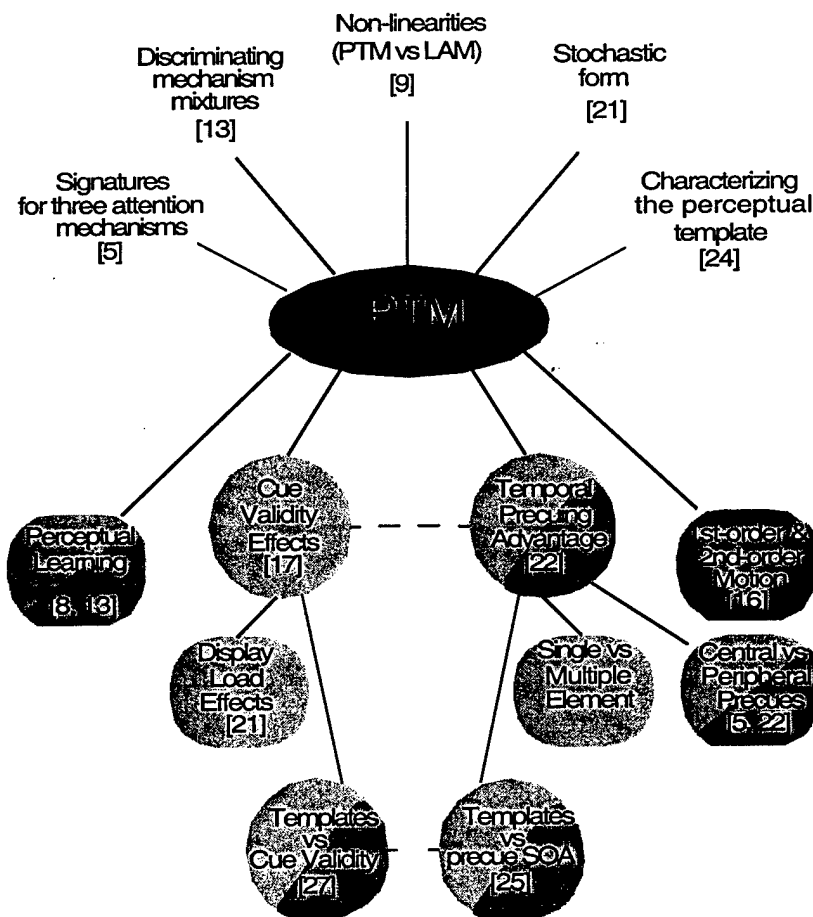 Non-linearities
(PTM vs LAM)
[9]
Discriminating
mechanism
mixtures
[13]
Stochastic
form
[21]
Signatures
for three attention
mechanisms
[5]
Characterizing
the perceptual
template
[24]
PTM
Cue
Validity
Effects
[17]
Temporal
Precuing
Advantage
[22]
Perceptual
Learning
[8, 13]
1st-order &
2nd-order
Motion
[16]
Display
Load
Effects
[21]
Single vs
Multiple
Element
Central vs
Peripheral
Precues
[5, 22]
Templates
vs
Cue Validity
[27]
Templates
vs
precue SOA
[25]